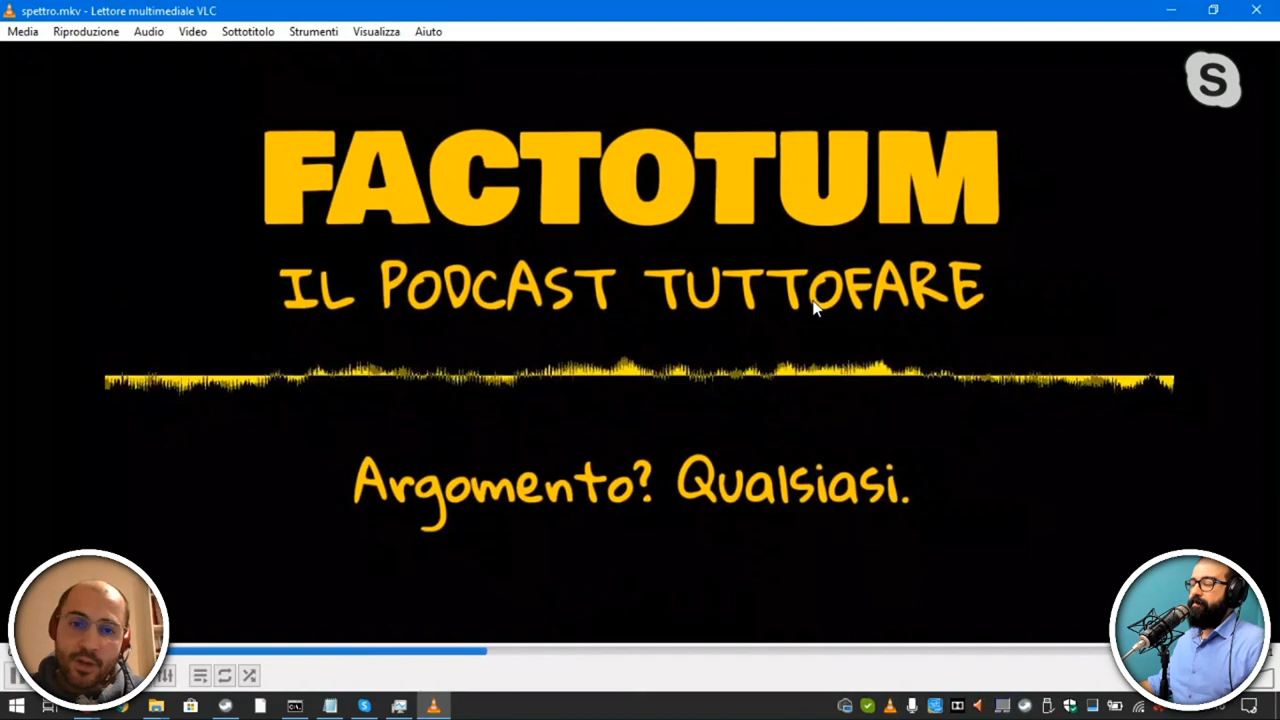 spettro.mkv - Lettore multimediale VLC
Media Riproduzione Audio Video Sottotitolo Strumenti Visualizza Aiuto
S
FACTOTUM
IL PODCAST TUTTOFARE
Argomento? Qualsiasi.